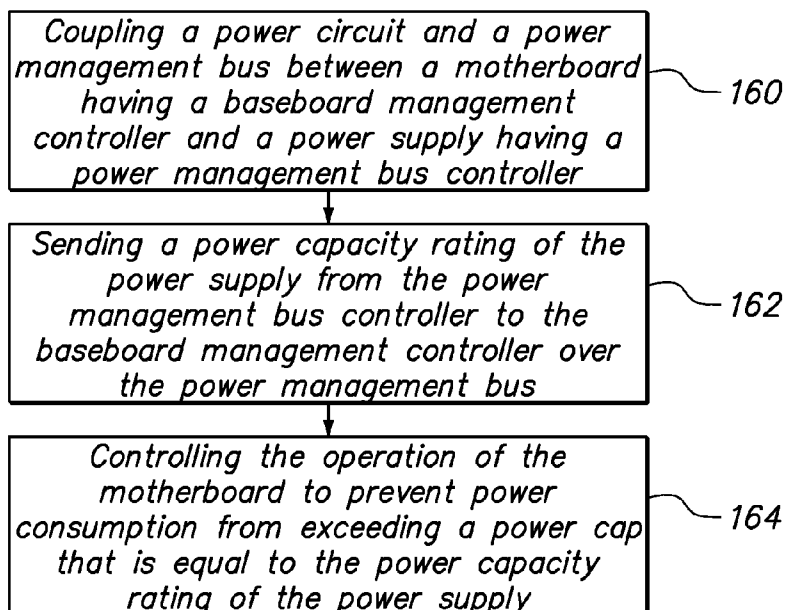 Coupling a power circuit and a power
management bus between a motherboard
having a baseboard management
controller and a power supply having a
power management bus controller
160
Sending a power capacity rating of the
power supply from the power
management bus controller to the
baseboard management controller over
the power management bus
162
Controlling the operation of the
motherboard to prevent power
consumption from exceeding a power cap
that is equal to the power capacity
rating of the power supply
164